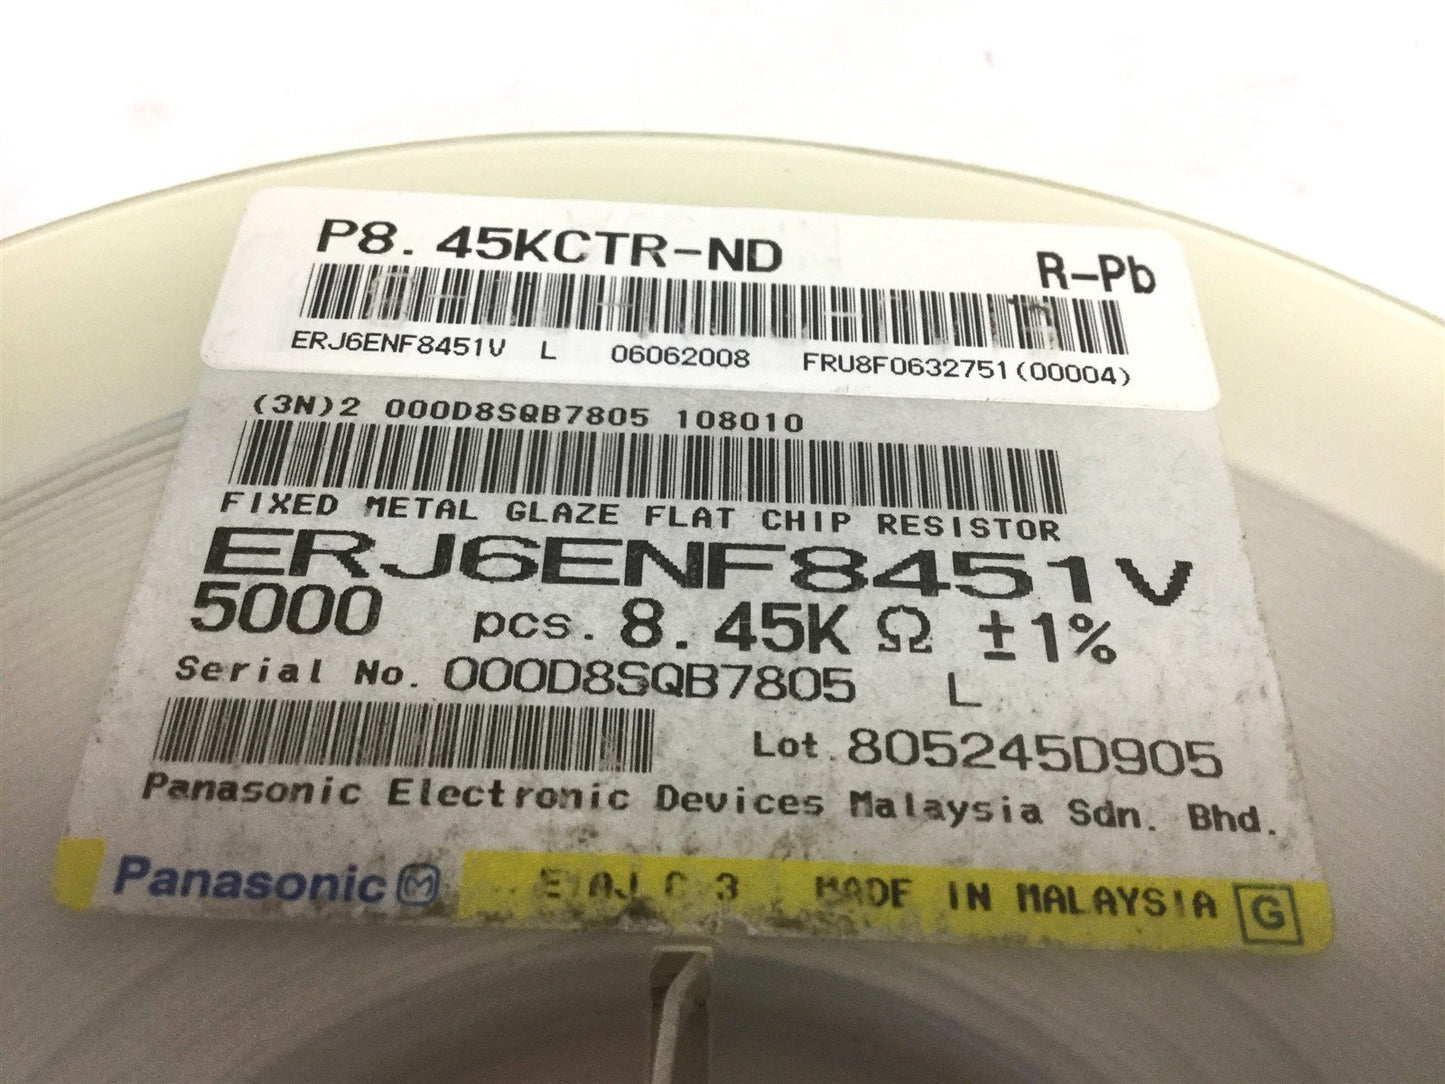 P8.45KCTR-ND
R-Pb
ERJ6ENF8451V L 06062008 FRU8F0632751(00004)
(3N)2 000D8SQB7805 108010
FIXED METAL GLAZE FLAT CHIP RESISTOR
ERJ6ENF8451V
5000 pcs. 8.45K Ω ±1%
Serial No. 000D8SQB7805 L
Lot. 805245D905
Panasonic Electronic Devices Malaysia Sdn. Bhd.
Panasonic M EIAJ C-3 MADE IN MALAYSIA G